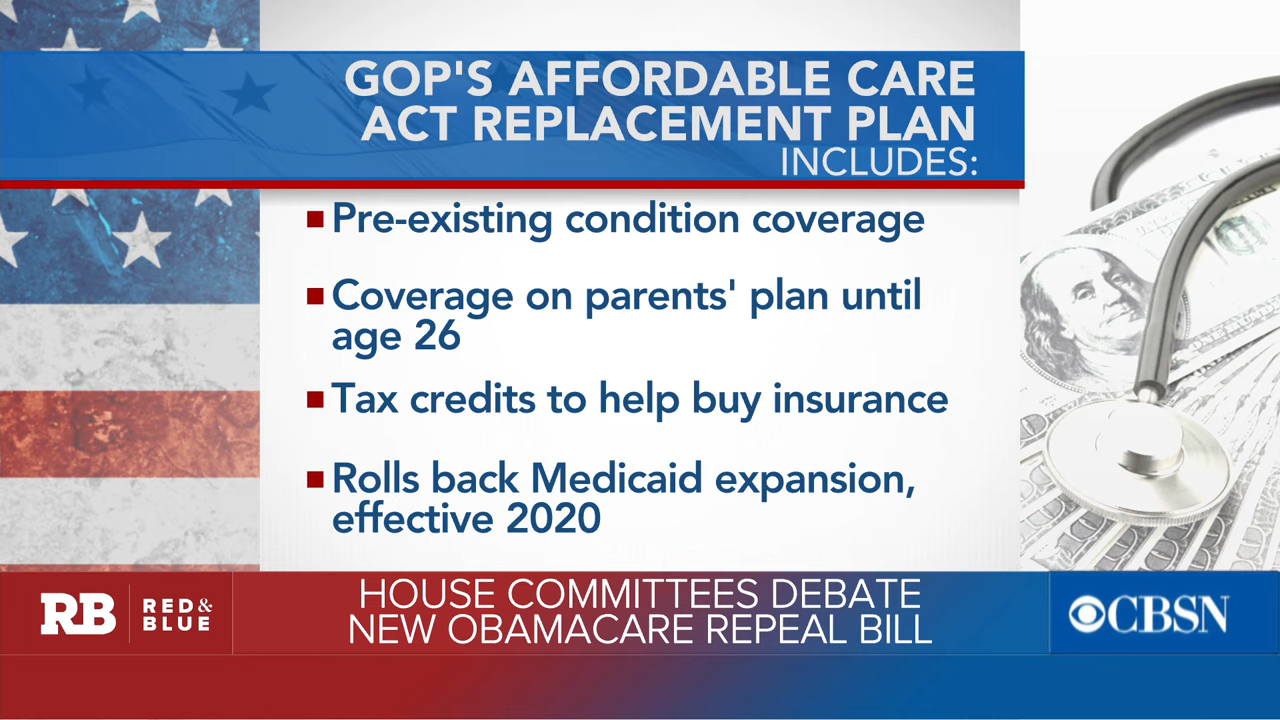 GOP'S AFFORDABLE CARE
ACT REPLACEMENT PLAN
INCLUDES:
Pre-existing condition coverage
Coverage on parents' plan until
age 26
Tax credits to help buy insurance
Rolls back Medicaid expansion,
effective 2020
HOUSE COMMITTEES DEBATE
NEW OBAMACARE REPEAL BILL
RB
RED&
BLUE
CBSN